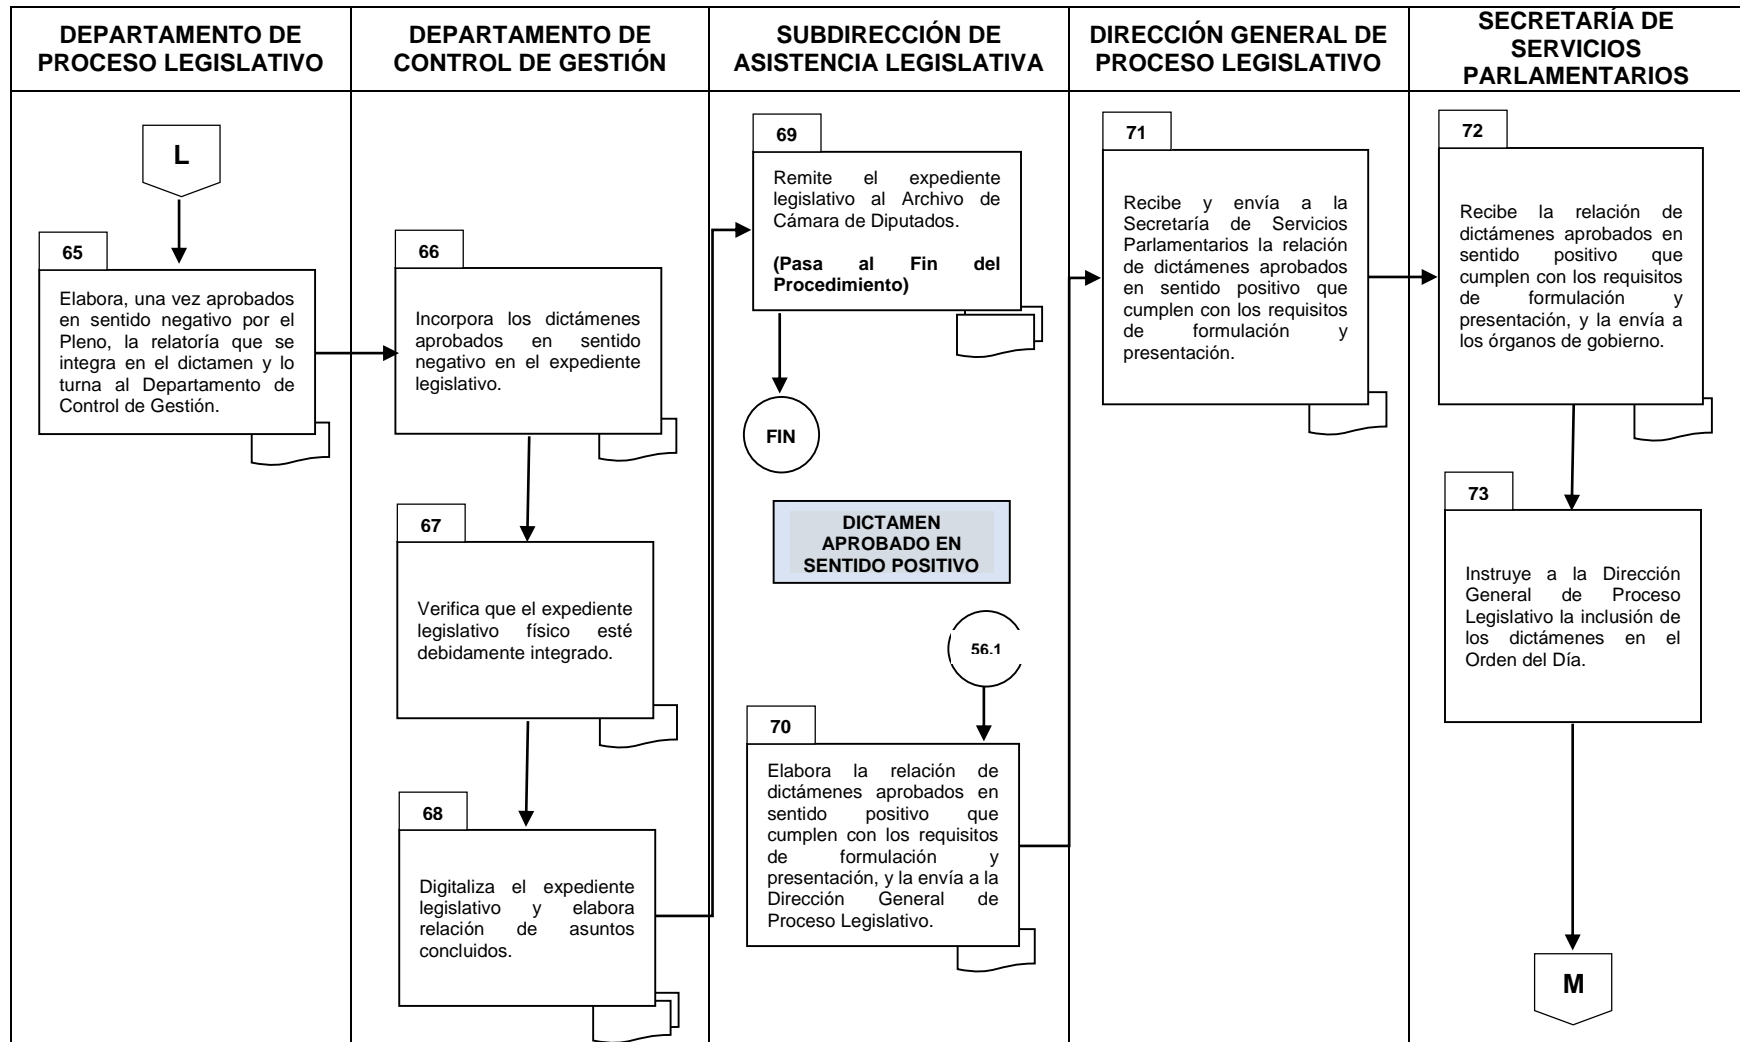 DEPARTAMENTO DE
PROCESO LEGISLATIVO
DEPARTAMENTO DE
CONTROL DE GESTIÓN
SUBDIRECCIÓN DE
ASISTENCIA LEGISLATIVA
DIRECCIÓN GENERAL DE
PROCESO LEGISLATIVO
SECRETARÍA DE
SERVICIOS
PARLAMENTARIOS
L
65
Elabora, una vez aprobados
en sentido negativo por el
Pleno, la relatoría que se
integra en el dictamen y lo
turna al Departamento de
Control de Gestión.
66
Incorpora los dictámenes
aprobados en sentido
negativo en el expediente
legislativo.
67
Verifica que el expediente
legislativo físico esté
debidamente integrado.
68
Digitaliza el expediente
legislativo y elabora
relación de asuntos
concluidos.
69
Remite el expediente
legislativo al Archivo de
Cámara de Diputados.
(Pasa al Fin del
Procedimiento)
FIN
DICTAMEN
APROBADO EN
SENTIDO POSITIVO
56.1
70
Elabora la relación de
dictámenes aprobados en
sentido positivo que
cumplen con los requisitos
de formulación y
presentación, y la envía a la
Dirección General de
Proceso Legislativo.
71
Recibe y envía a la
Secretaría de Servicios
Parlamentarios la relación
de dictámenes aprobados
en sentido positivo que
cumplen con los requisitos
de formulación y
presentación.
72
Recibe la relación de
dictámenes aprobados en
sentido positivo que
cumplen con los requisitos
de formulación y
presentación, y la envía a
los órganos de gobierno.
73
Instruye a la Dirección
General de Proceso
Legislativo la inclusión de
los dictámenes en el
Orden del Día.
M